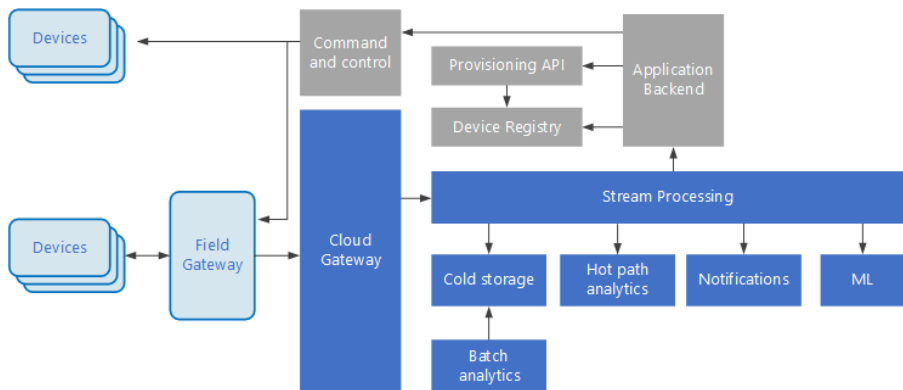 Devices
Command
and control
Provisioning API
Application
Backend
Device Registry
Stream Processing
Devices
Field
Gateway
Cloud
Gateway
Cold storage
Hot path
analytics
Notifications
ML
Batch
analytics